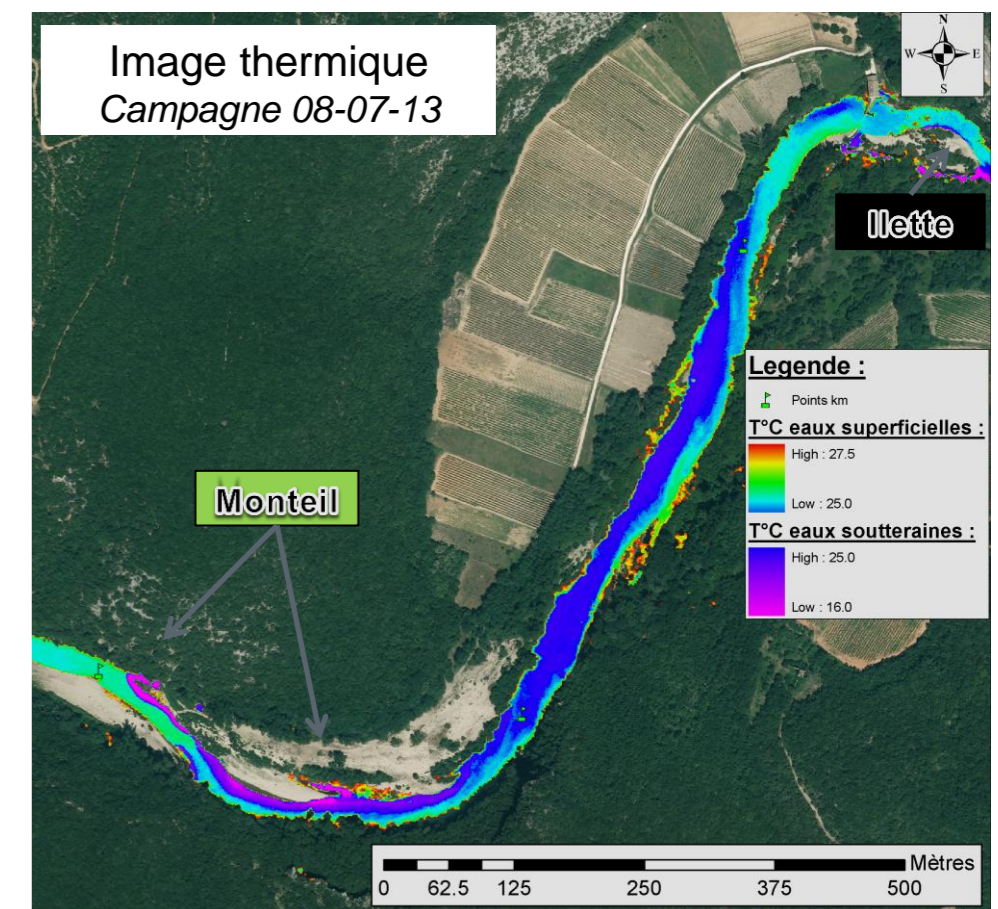 Image thermique
Campagne 08-07-13
N
W E
S
Ilette
Legende :
Points km
T°C eaux superficielles :
High : 27.5
Low : 25.0
T°C eaux soutteraines :
High : 25.0
Low : 16.0
Monteil
Mètres
0 62.5 125 250 375 500